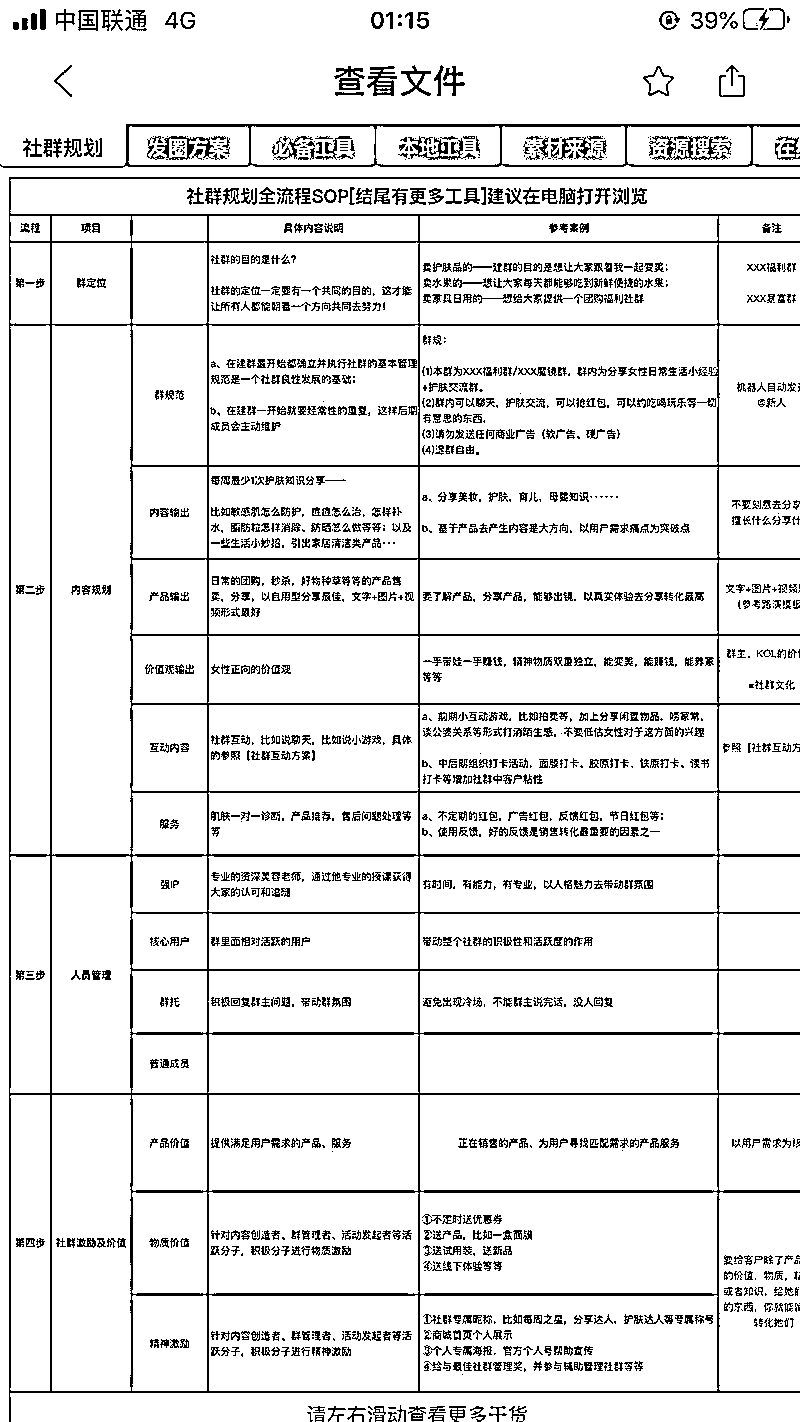 中国联通 4G 01:15 39%
查看文件
社群规划 发圈方案 必备工具 本地工具 素材来源 资源搜索 在
社群规划全流程SOP[结尾有更多工具]建议在电脑打开浏览
流程 项目 具体内容说明 参考案例 备注
第一步 群定位
社群的目的是什么?
社群的定位一定要有一个共同的目的,这才能
让所有人都能朝着一个方向共同去努力!
卖护肤品的——建群的目的是想让大家跟着我一起变美;
卖水果的——想让大家每天都能够吃到新鲜便捷的水果;
卖家具日用的——想给大家提供一个团购福利社群
XXX福利群
XXX暴富群
第二步 内容规划
群规范
a、在建群最开始都确立并执行社群的基本管理
规范是一个社群良性发展的基础;
b、在建群一开始就要经常性的重复,这样后期
成员会主动维护
群规:
(1)本群为XXX福利群/XXX魔镜群,群内为分享女性日常生活小经验
+护肤交流群。
(2)群内可以聊天,护肤交流,可以抢红包,可以约吃喝玩乐等一切
有意思的东西。
(3)请勿发送任何商业广告(软广告、硬广告)
(4)进群自由。
机器人自动发送
@新人
内容输出
每周最少1次护肤知识分享——
比如敏感肌怎么防护,痘痘怎么治,怎样补
水、脂肪粒怎样消除、防晒怎么做等等;以及
一些生活小妙招,引出家居清洁类产品···
a、分享美妆,护肤、育儿、母婴知识······
b、基于产品去产生内容是大方向,以用户需求痛点为突破点
不要刻意去分享
擅长什么分享什
产品输出
日常的团购,秒杀,好物种草等等的产品售
卖、分享,以自用型分享最佳、文字+图片+视
频形式最好
要了解产品、分享产品,能够出镜,以真实体验去分享转化最高
文字+图片+视频
(参考路演模板
价值观输出
女性正向的价值观
一手带娃一手赚钱,精神物质双重独立、能变美,能赚钱,能养家
等等
群主、KOL的价值
=社群文化
互动内容
社群互动,比如说聊天,比如说小游戏,具体
的参照【社群互动方案】
a、前期小互动游戏,比如拍卖等,加上分享闲置物品,唠家常,
谈公婆关系等形式打消陌生感,不要低估女性对于这方面的兴趣
b、中后期组织打卡活动,面膜打卡、胶原打卡、铁质打卡、读书
打卡等增加社群中客户粘性
参照【社群互动方
服务
肌肤一对一诊断,产品推荐,售后问题处理等
等
a、不定期的红包,广告红包,反馈红包,节日红包等;
b、使用反馈,好的反馈是销售转化最重要的因素之一
第三步 人员管理
强IP
专业的资深美容老师,通过他专业的授课获得
大家的认可和追随
有时间,有能力,有专业,以人格魅力去带动群氛围
核心用户
群里面相对活跃的用户
带动整个社群的积极性和活跃度的作用
群托
积极回复群主问题,带动群氛围
避免出现冷场,不能群主说完话,没人回复
普通成员
第四步 社群激励及价值
产品价值
提供满足用户需求的产品、服务
正在销售的产品、为用户寻找匹配需求的产品服务
以用户需求为核
物质价值
针对内容创造者、群管理者、活动发起者等活
跃分子,积极分子进行物质激励
①不定时送优惠券
②送产品,比如一盒面膜
③送试用装,送新品
④送线下体验等等
要给客户除了产品
的价值,物质,精
或者知识,给她们
的东西,你就能够
转化她们
精神激励
针对内容创造者、群管理者、活动发起者等活
跃分子,积极分子进行精神激励
①社群专属昵称,比如每周之星,分享达人、护肤达人等专属称号
②商城首页个人展示
③个人专属海报,官方个人号帮助宣传
④给与最佳社群管理奖,并参与辅助管理社群等等
请左右滑动查看更多干货